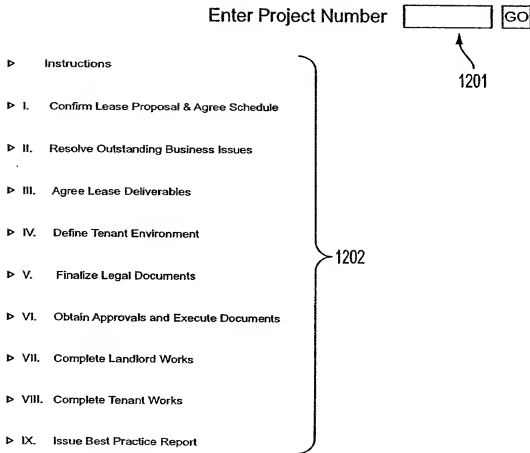 Enter Project Number GO
1201
▷ Instructions
▷ I. Confirm Lease Proposal & Agree Schedule
▷ II. Resolve Outstanding Business Issues
▷ III. Agree Lease Deliverables
▷ IV. Define Tenant Environment
1202
▷ V. Finalize Legal Documents
▷ VI. Obtain Approvals and Execute Documents
▷ VII. Complete Landlord Works
▷ VIII. Complete Tenant Works
▷ IX. Issue Best Practice Report